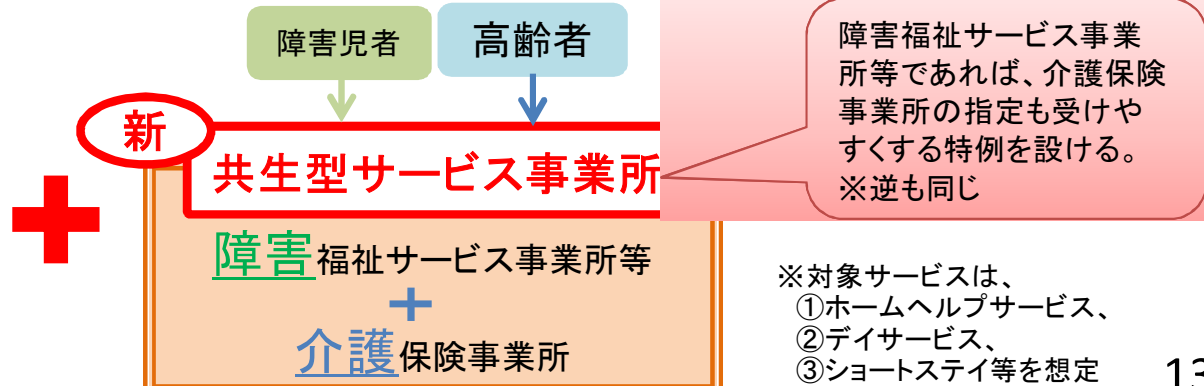 障害児者
高齢者
新
共生型サービス事業所
障害福祉サービス事業所等
+
介護保険事業所
障害福祉サービス事業
所等であれば、介護保険
事業所の指定も受けや
すくする特例を設ける。
※逆も同じ
※対象サービスは、
①ホームヘルプサービス、
②デイサービス、
③ショートステイ等を想定
13